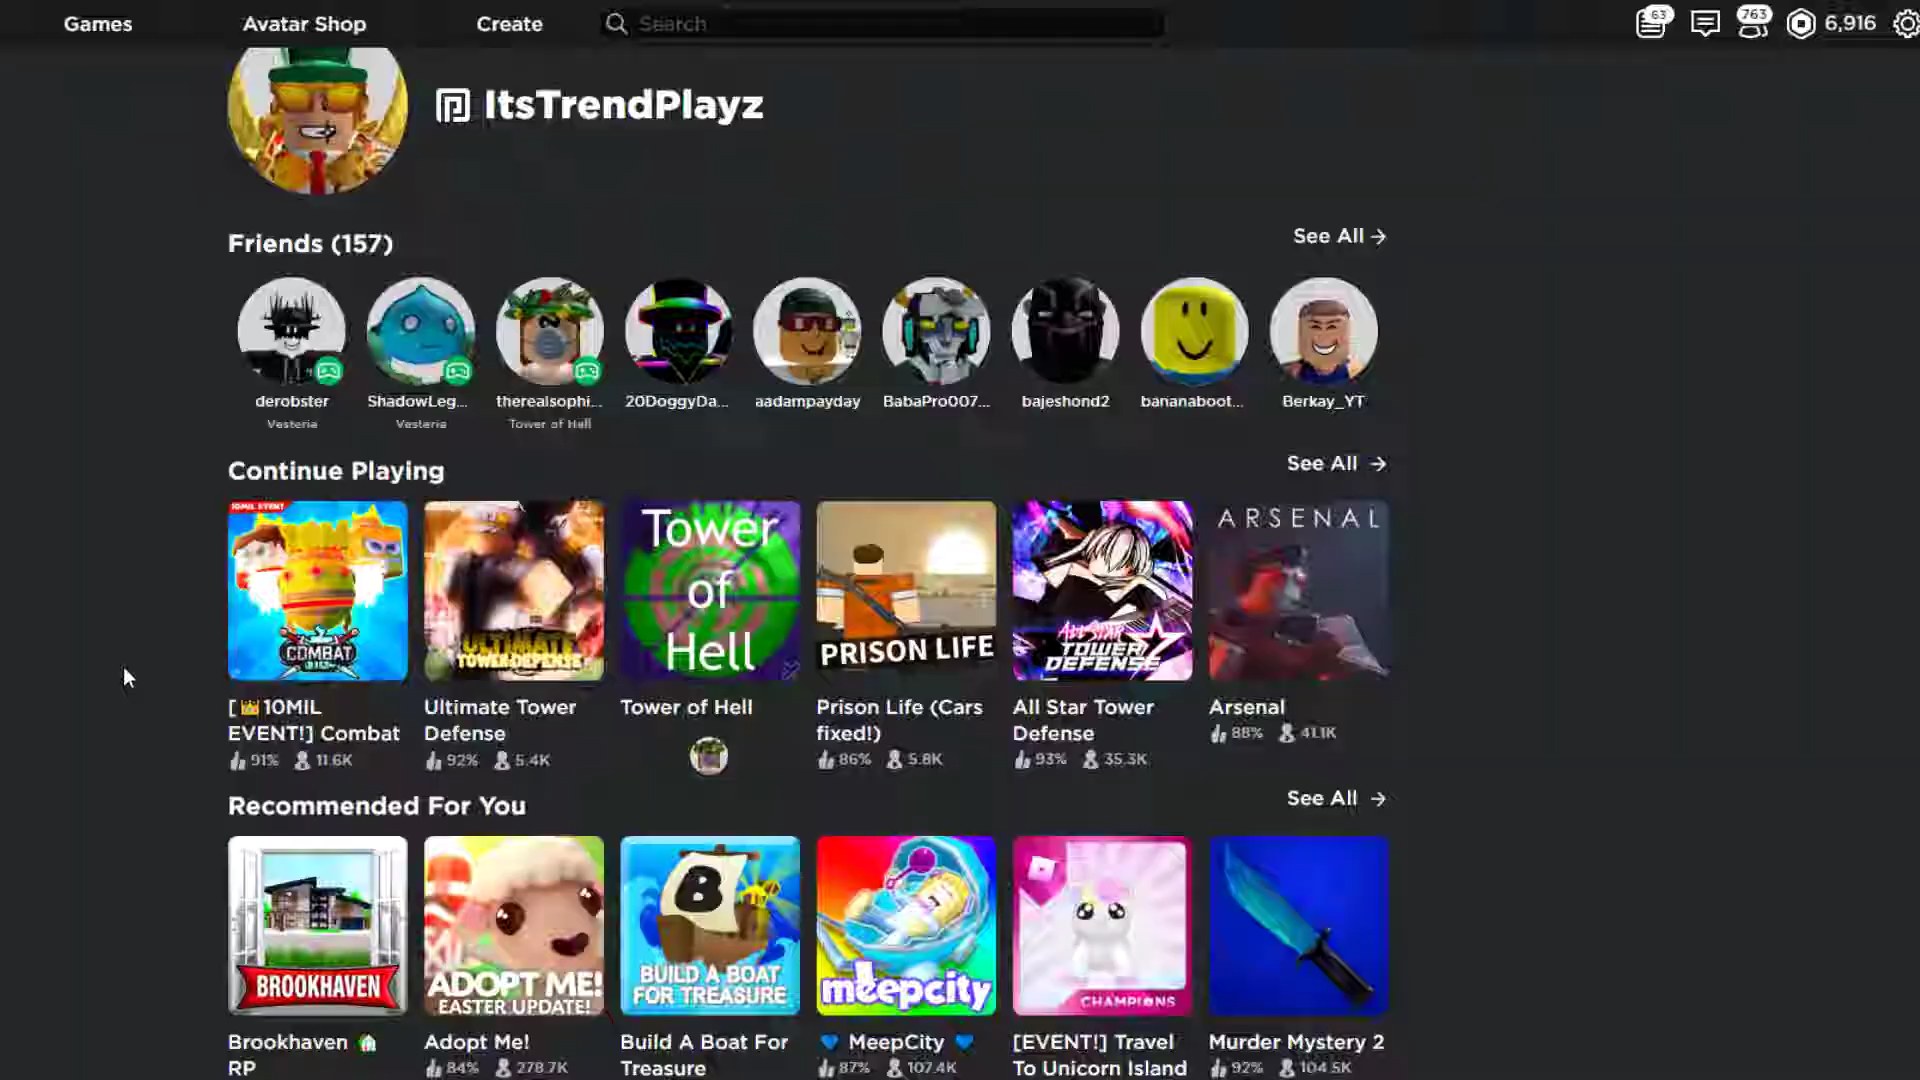 Games
Avatar Shop
Create
Search
63
763
6,916
ItsTrendPlayz
Friends (157)
See All
derobster
ShadowLeg...
therealsophi...
20DoggyDa...
aadampayday
BabaPro007...
bajeshond2
bananaboot...
Berkay_YT
Vesteria
Vesteria
Tower of Hell
Continue Playing
See All
10MIL EVENT
COMBAT
ULTIMATE
TOWER DEFENSE
Tower
of
Hell
PRISON LIFE
ALL STAR
TOWER
DEFENSE
ARSENAL
[👑10MIL
EVENT!] Combat
91% 11.6K
Ultimate Tower
Defense
92% 5.4K
Tower of Hell
Prison Life (Cars
fixed!)
86% 5.8K
All Star Tower
Defense
93% 35.3K
Arsenal
88% 41.1K
Recommended For You
See All
BROOKHAVEN
ADOPT ME!
EASTER UPDATE!
B
BUILD A BOAT
FOR TREASURE
meepcity
CHAMPIONS
Brookhaven 🏠
RP
Adopt Me!
84% 278.7K
Build A Boat For
Treasure
💙 MeepCity 💙
87% 107.4K
[EVENT!] Travel
To Unicorn Island
Murder Mystery 2
92% 104.5K